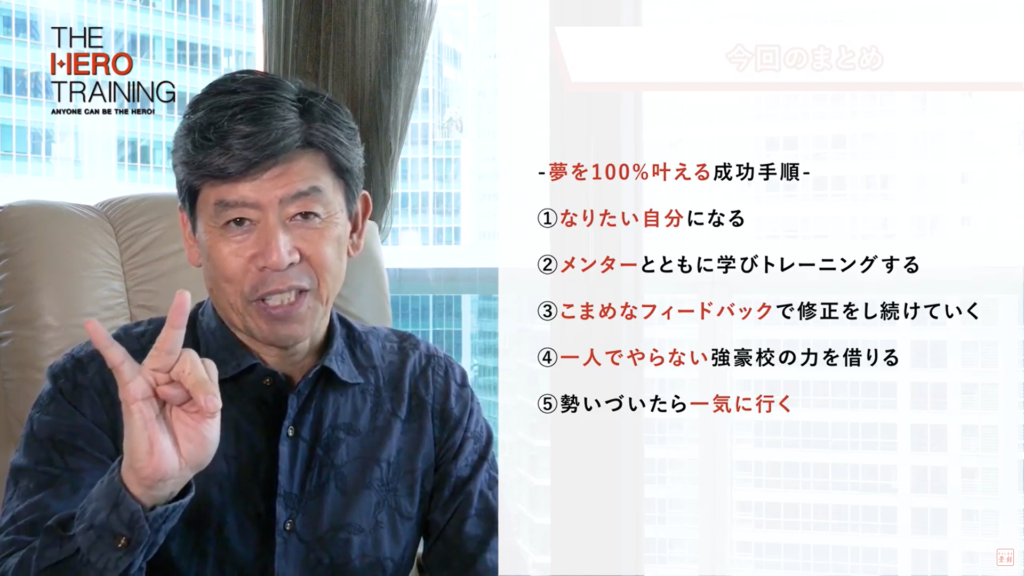 THE
HERO
TRAINING
ANYONE CAN BE THE HERO!
今回のまとめ
-夢を100%叶える成功手順-
①なりたい自分になる
②メンターとともに学びトレーニングする
③こまめなフィードバックで修正をし続けていく
④一人でやらない強豪校の力を借りる
⑤勢いづいたら一気に行く